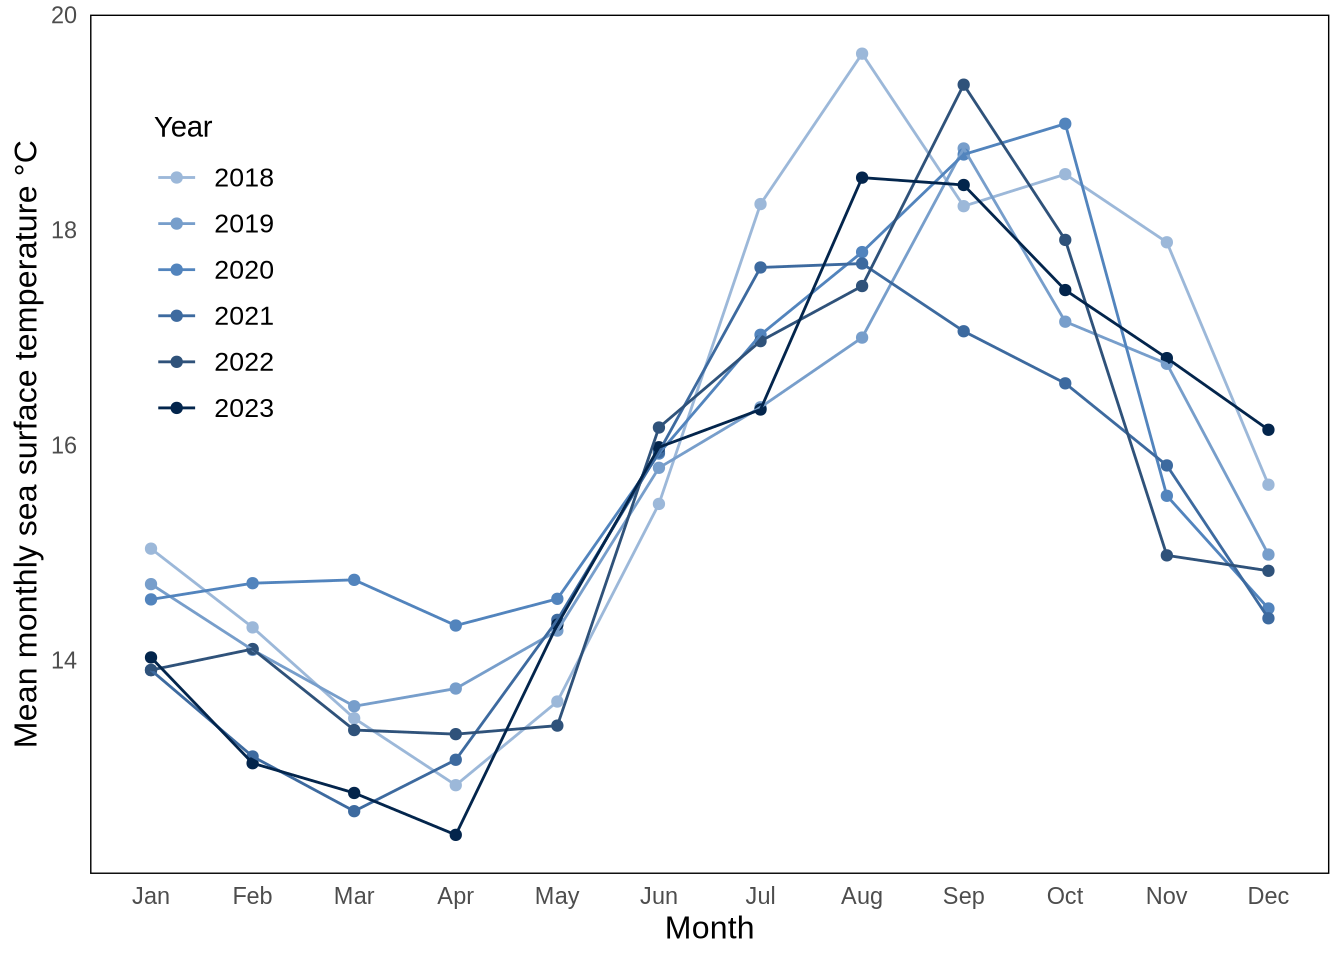 20
18
16
14
Mean monthly sea surface temperature °C
Year
2018
2019
2020
2021
2022
2023
Jan Feb Mar Apr May Jun Jul Aug Sep Oct Nov Dec
Month